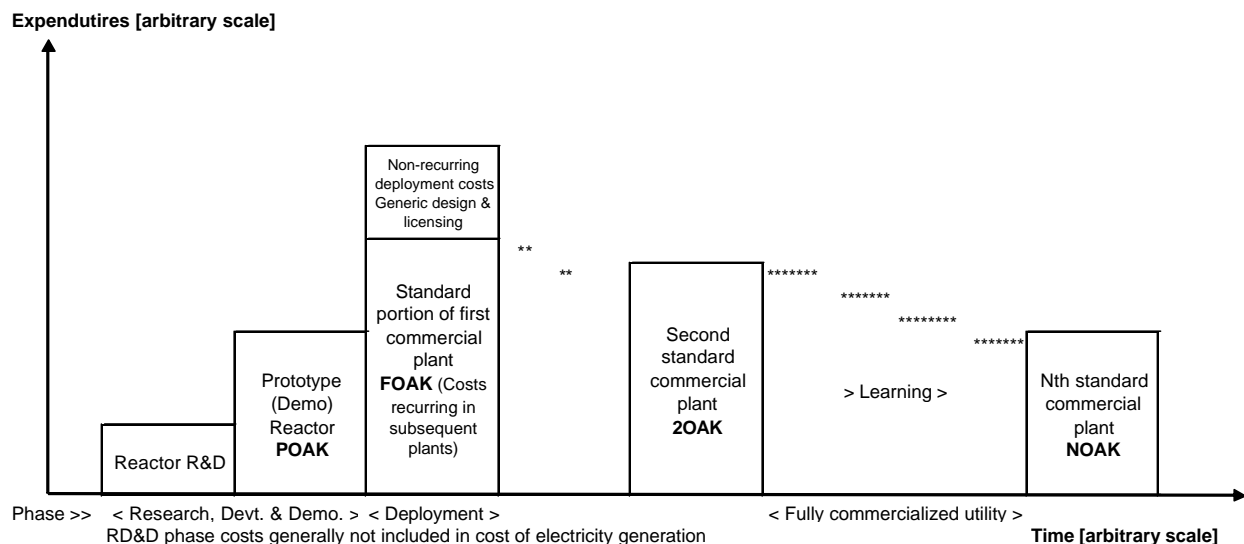 Expendutires [arbitrary scale]
Non-recurring
deployment costs
Generic design &
licensing
**
**
*******
*******
********
*******
Standard
portion of first
commercial
plant
FOAK (Costs
recurring in
subsequent
plants)
Second
standard
commercial
plant
2OAK
Prototype
(Demo)
Reactor
POAK
> Learning >
Nth standard
commercial
plant
NOAK
Reactor R&D
Phase >> < Research, Devt. & Demo. > < Deployment > < Fully commercialized utility >
RD&D phase costs generally not included in cost of electricity generation Time [arbitrary scale]